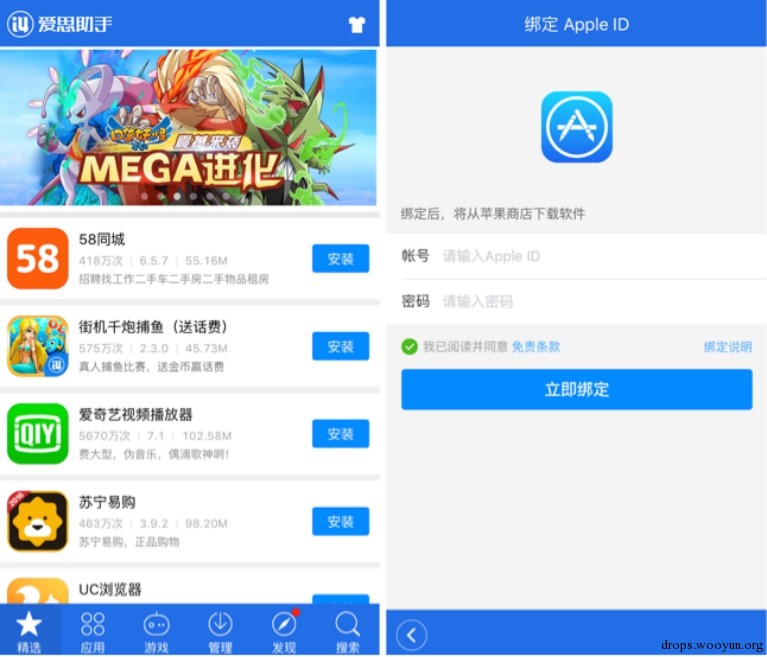 爱思助手
口袋妖怪
震撼来袭
MEGA进化
58同城
418万次 | 6.5.7 | 55.16M
招聘找工作二手车二手房二手物品租房
安装
街机千炮捕鱼（送话费）
575万次 | 2.3.0 | 45.73M
真人捕鱼比赛，送金币赢话费
安装
爱奇艺视频播放器
5670万次 | 7.1 | 102.58M
费大型，伪音乐，偶滴歌神啊！
安装
iQIYI
苏宁易购
463万次 | 3.9.2 | 98.20M
苏宁易购，正品购物
安装
2016
UC浏览器
精选
应用
游戏
管理
发现
搜索
绑定 Apple ID
绑定后，将从苹果商店下载软件
帐号 请输入Apple ID
密码 请输入密码
我已阅读并同意 免责条款
绑定说明
立即绑定
drops.wooyun.org